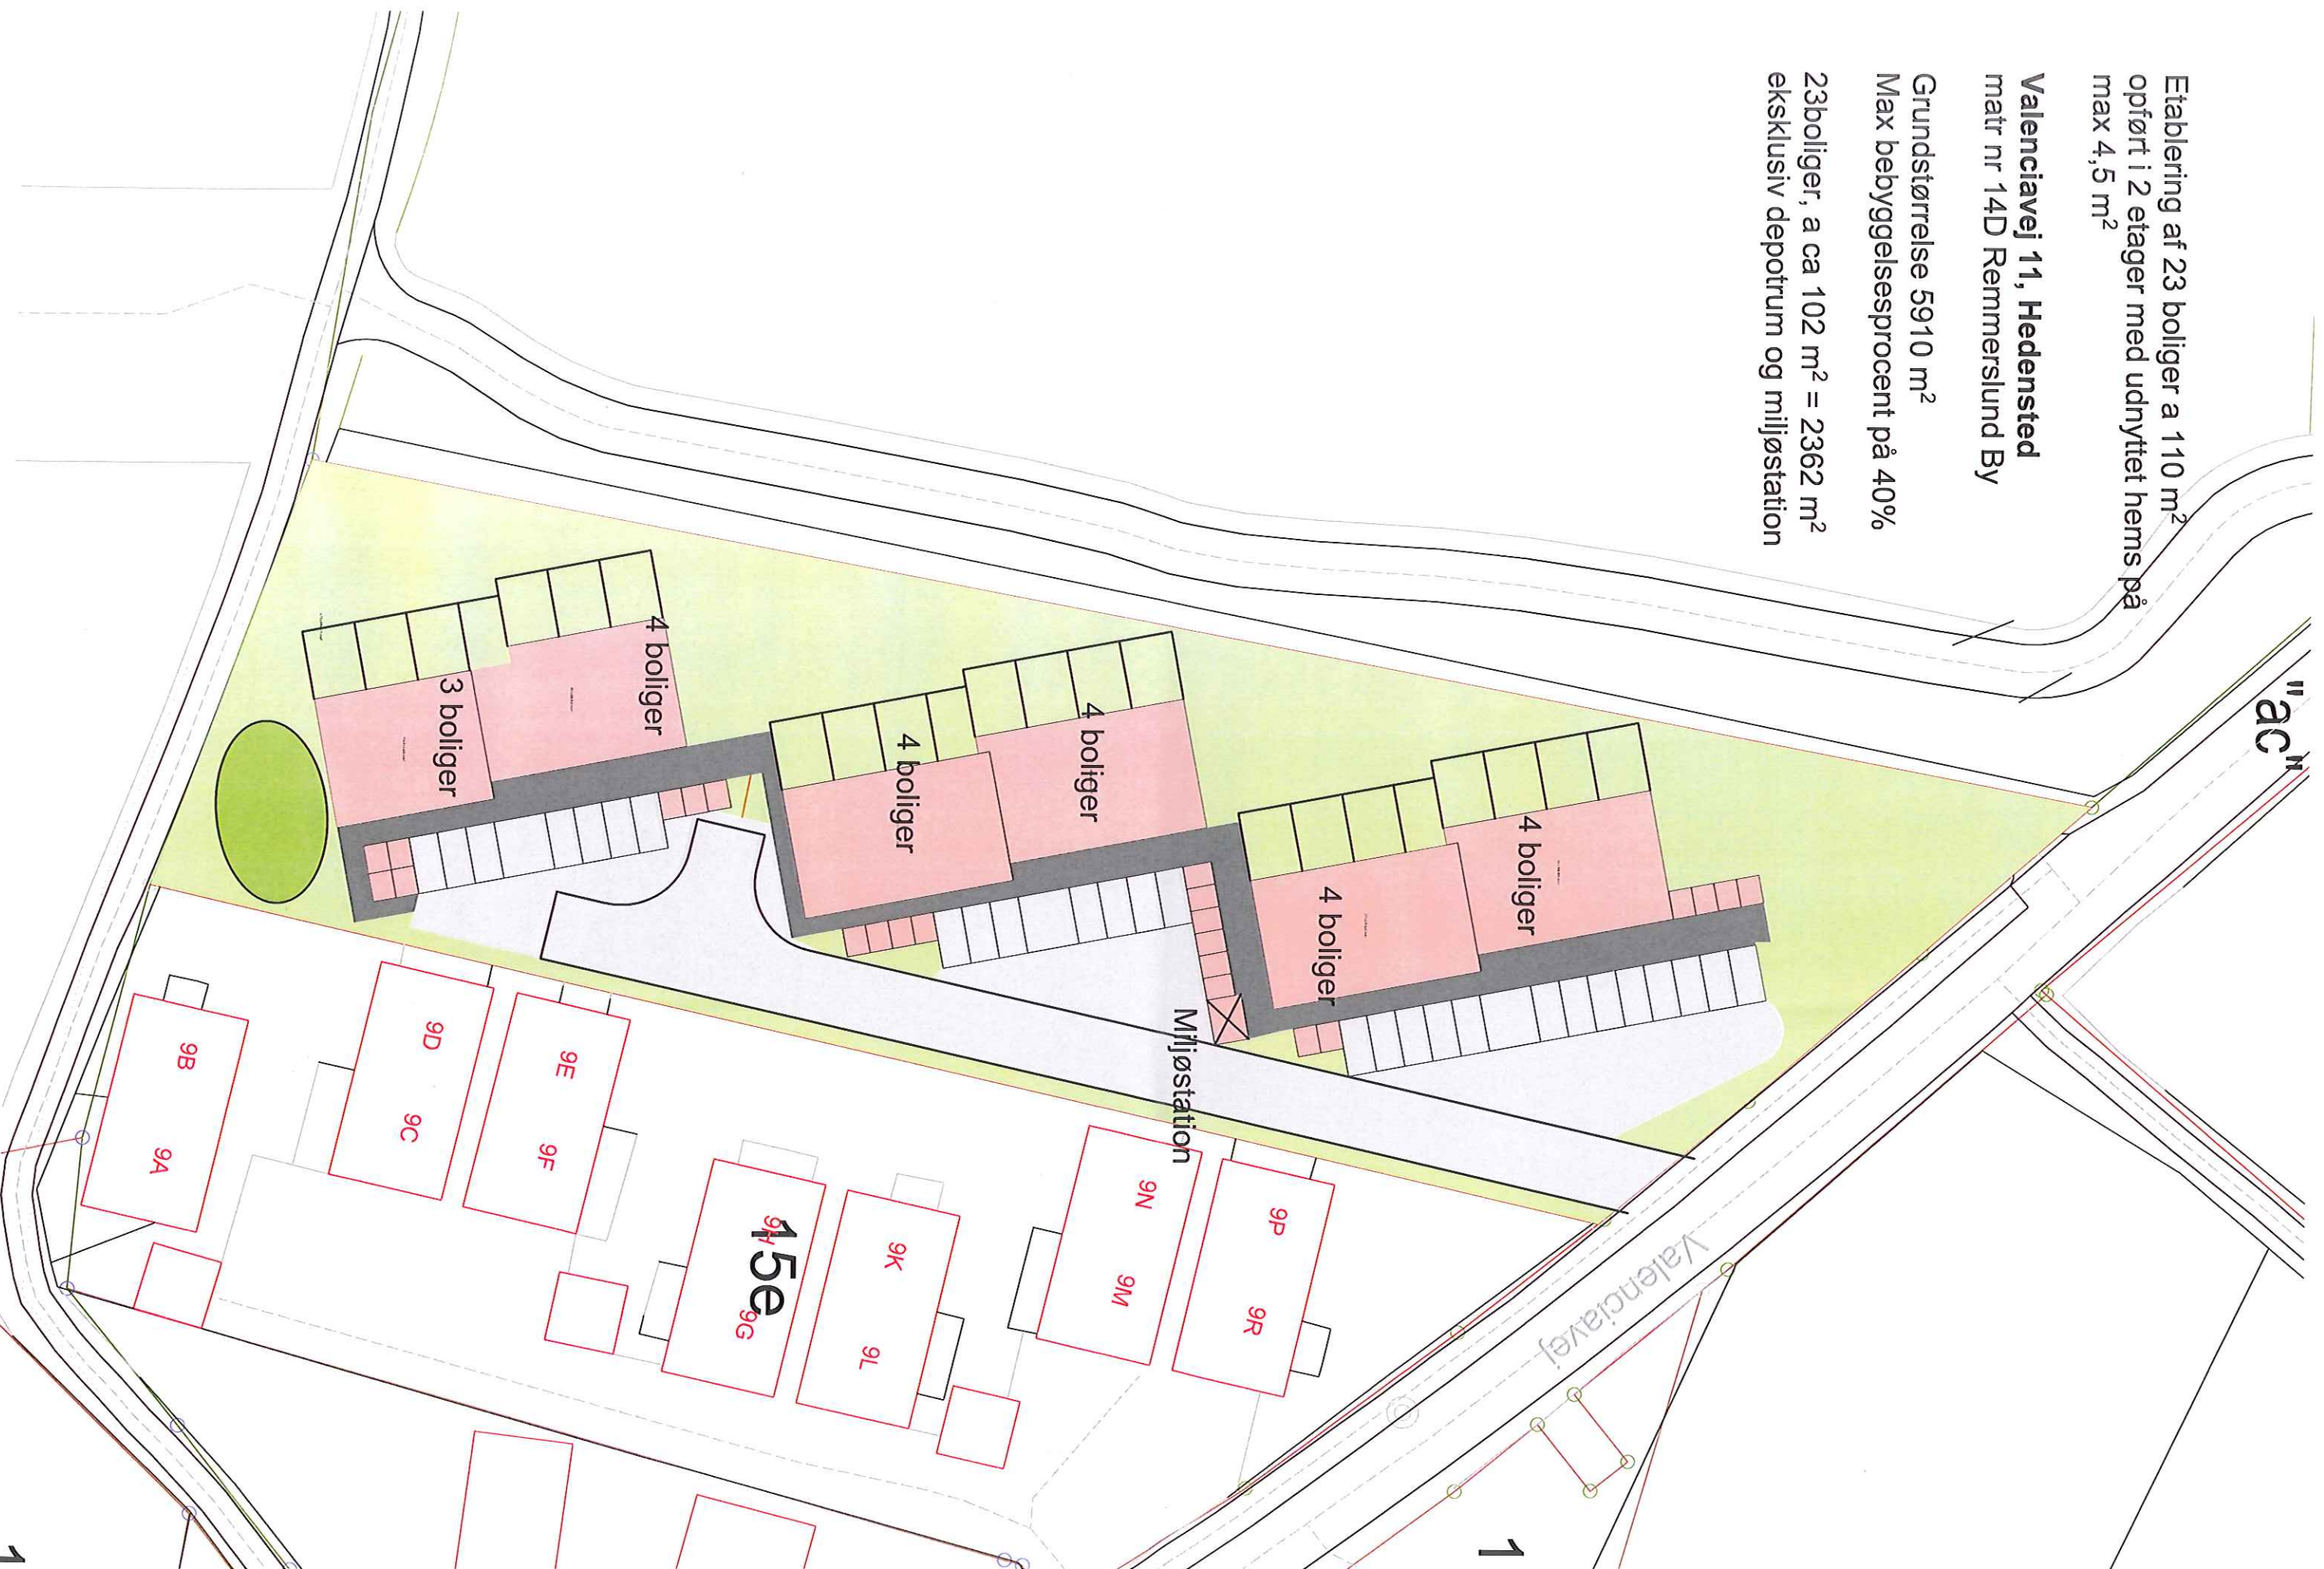 Etablering af 23 boliger a 110 m²
opført i 2 etager med udnyttet hems på
max 4,5 m²
Valenciavej 11, Hedensted
matr nr 14D Remmerslund By
Grundstørrelse 5910 m²
Max bebyggelsesprocent på 40%
23boliger, a ca 102 m² = 2362 m²
eksklusiv depotrum og miljøstation
"ac"
4 boliger
4 boliger
4 boliger
4 boliger
4 boliger
3 boliger
Miljøstation
Valenciavej
9P
9R
9N
9M
9K
9L
9H
9G
15e
9E
9F
9D
9C
9B
9A
1
1